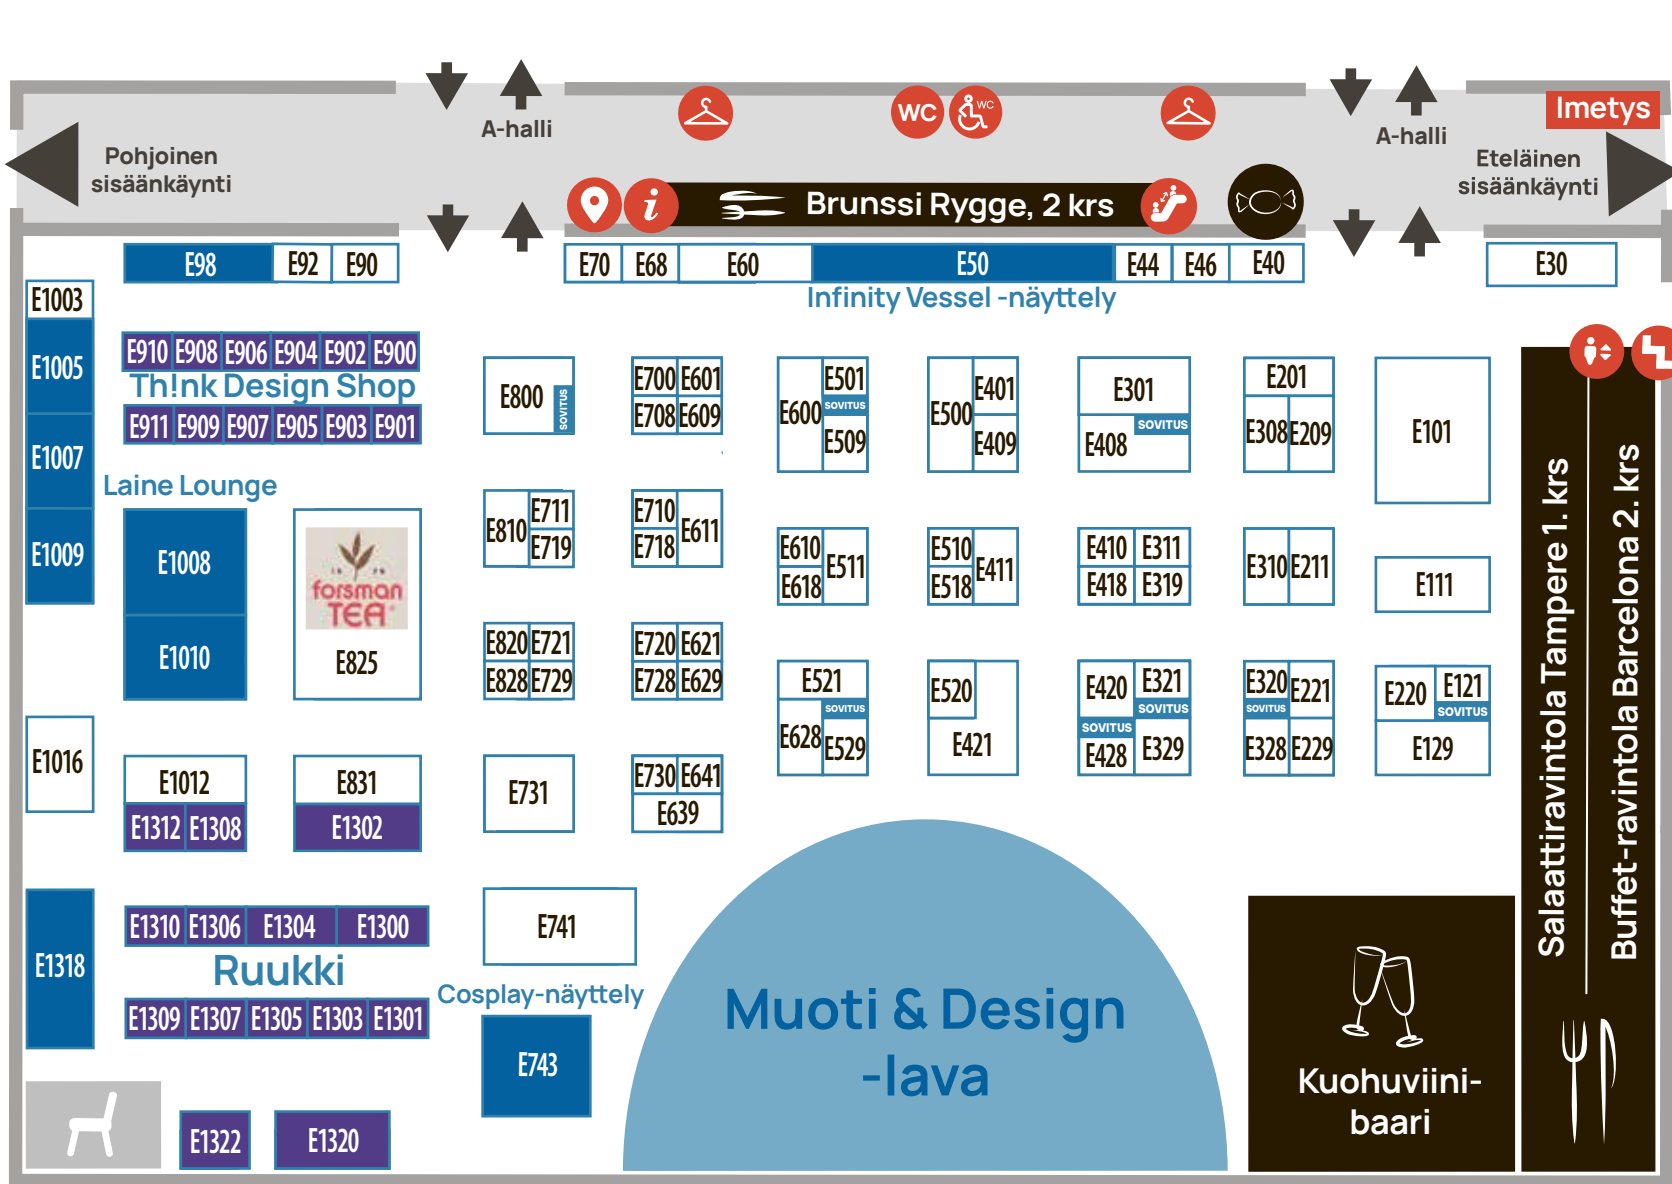 A-halli
WC
WC
A-halli
Imetys
Pohjoinen
sisäänkäynti
Eteläinen
sisäänkäynti
i
Brunssi Rygge, 2 krs
E98 E92 E90 E70 E68 E60 E50 E44 E46 E40 E30
Infinity Vessel -näyttely
E1003
E1005
E1007
E1009
E910 E908 E906 E904 E902 E900
Th!nk Design Shop
E911 E909 E907 E905 E903 E901
Laine Lounge
E1008
E1010
forsman
TEA
E825
E1016
E1012
E1312 E1308
E831
E1302
E1318
E1310 E1306 E1304 E1300
Ruukki
E1309 E1307 E1305 E1303 E1301
E1322 E1320
E800
SOVITUS
E700 E601
E708 E609
E600
E501
SOVITUS
E509
E500
E401
E409
E301
SOVITUS
E408
E201
E308 E209
E101
E810
E711
E719
E710
E718
E611
E610
E618
E511
E510
E518
E411
E410 E311
E418 E319
E310 E211
E111
E820 E721
E828 E729
E720 E621
E728 E629
E521
SOVITUS
E628 E529
E520
E421
E420
E321
SOVITUS
SOVITUS
E428
E329
E320
SOVITUS
E221
E328 E229
E220
E121
SOVITUS
E129
E731
E730 E641
E639
E741
Cosplay-näyttely
E743
Muoti & Design
-lava
Kuohuviini-
baari
Salaattiravintola Tampere 1. krs
Buffet-ravintola Barcelona 2. krs